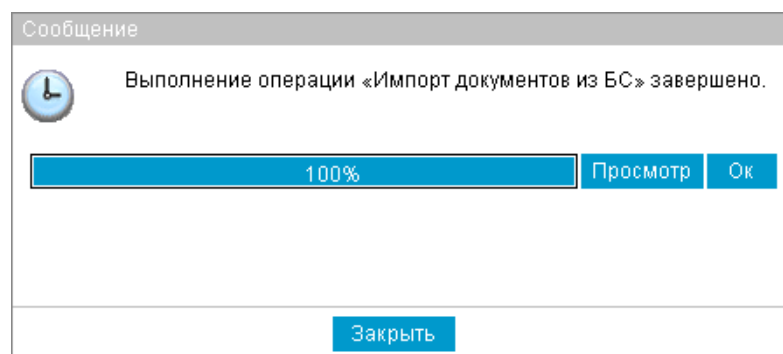 Сообщение
Выполнение операции «Импорт документов из БС» завершено.
100% Просмотр Ок
Закрыть